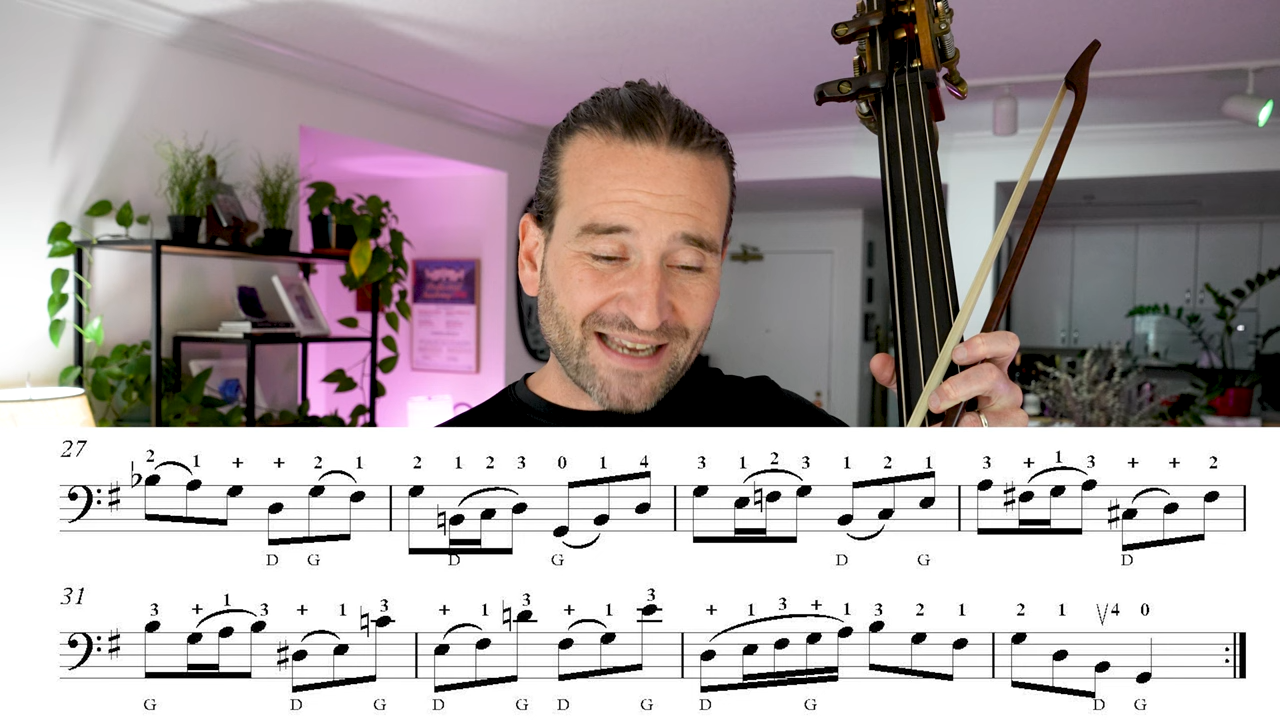 27
2 1 + + 2 1 2 1 2 3 0 1 4 3 1 2 3 1 2 1 3 + 1 3 + + 2
D G D G D G D
31
3 + 1 3 + 1 3 + 1 3 + 1 3 + 1 3 + 1 3 2 1 2 1 4 0
G D G D G D G D G D G